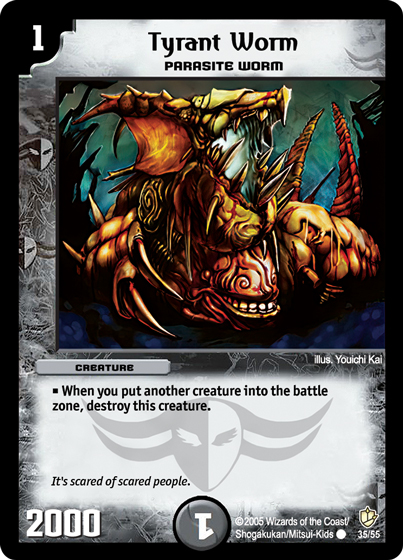 1
Tyrant Worm
PARASITE WORM
illus. Youichi Kai
CREATURE
▪ When you put another creature into the battle
zone, destroy this creature.
It's scared of scared people.
2000
1
©2005 Wizards of the Coast/
Shogakukan/Mitsui-Kids ● 35/55